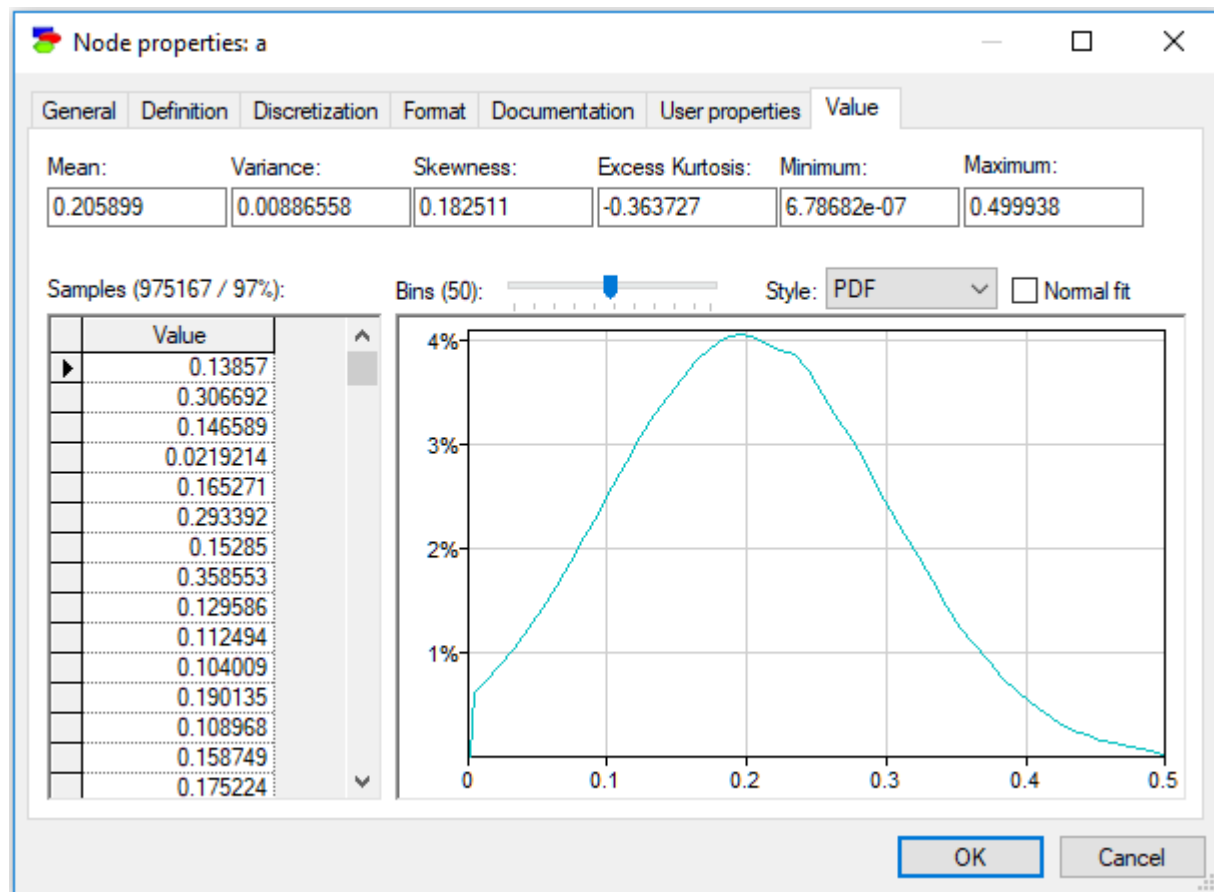 Node properties: a
General Definition Discretization Format Documentation User properties Value
Mean: Variance: Skewness: Excess Kurtosis: Minimum: Maximum:
0.205899 0.00886558 0.182511 -0.363727 6.78682e-07 0.499938
Samples (975167 / 97%): Bins (50): Style: PDF Normal fit
Value
0.13857
0.306692
0.146589
0.0219214
0.165271
0.293392
0.15285
0.358553
0.129586
0.112494
0.104009
0.190135
0.108968
0.158749
0.175224
4%
3%
2%
1%
0 0.1 0.2 0.3 0.4 0.5
OK Cancel